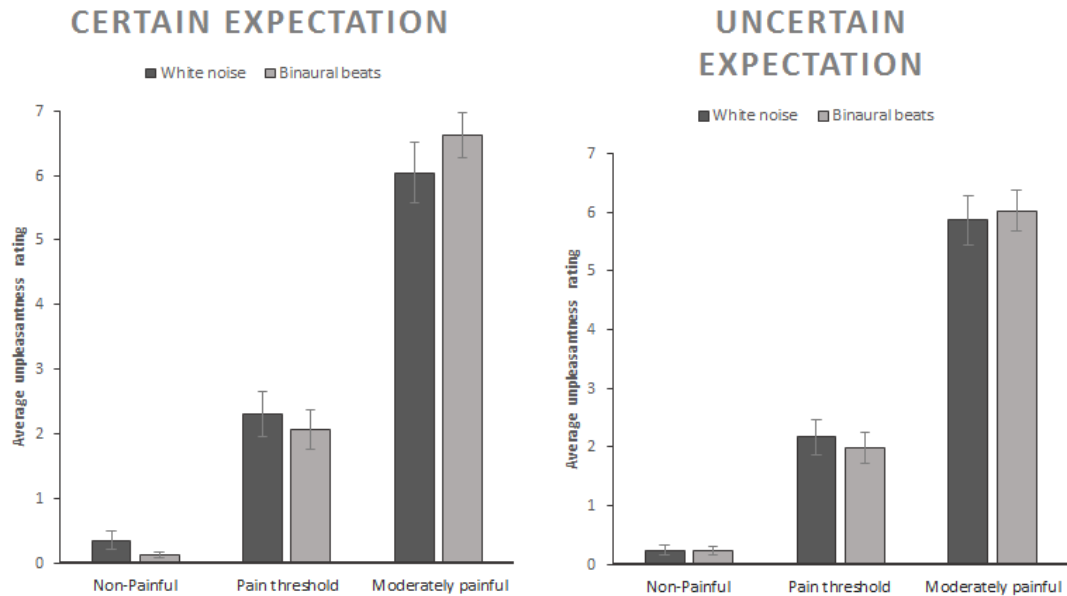 CERTAIN EXPECTATION
White noise Binaural beats
Average unpleasantness rating
7
6
5
4
3
2
1
0
Non-Painful Pain threshold Moderately painful
UNCERTAIN
EXPECTATION
White noise Binaural beats
Average unpleasantness rating
7
6
5
4
3
2
1
0
Non-Painful Pain threshold Moderately painful